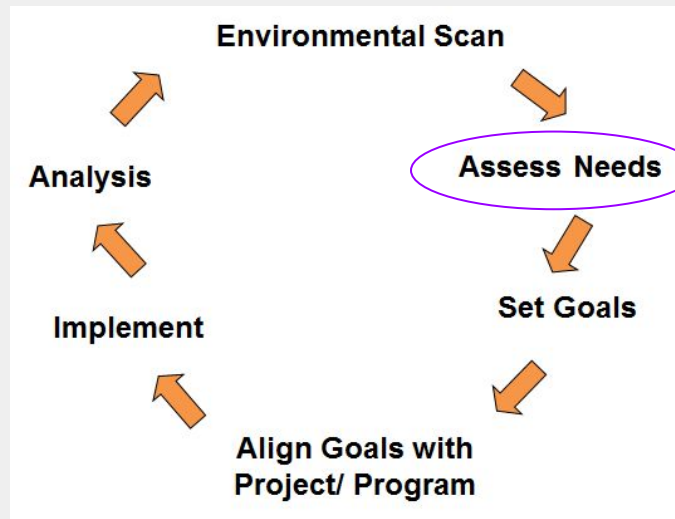 Environmental Scan
Assess Needs
Set Goals
Align Goals with
Project/ Program
Implement
Analysis